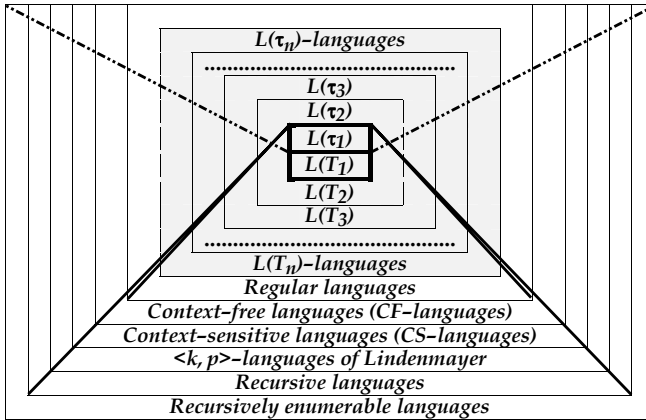 L(τn)–languages
L(τ3)
L(τ2)
L(τ1)
L(T1)
L(T2)
L(T3)
L(Tn)–languages
Regular languages
Context–free languages (CF–languages)
Context–sensitive languages (CS–languages)
<k, p>–languages of Lindenmayer
Recursive languages
Recursively enumerable languages